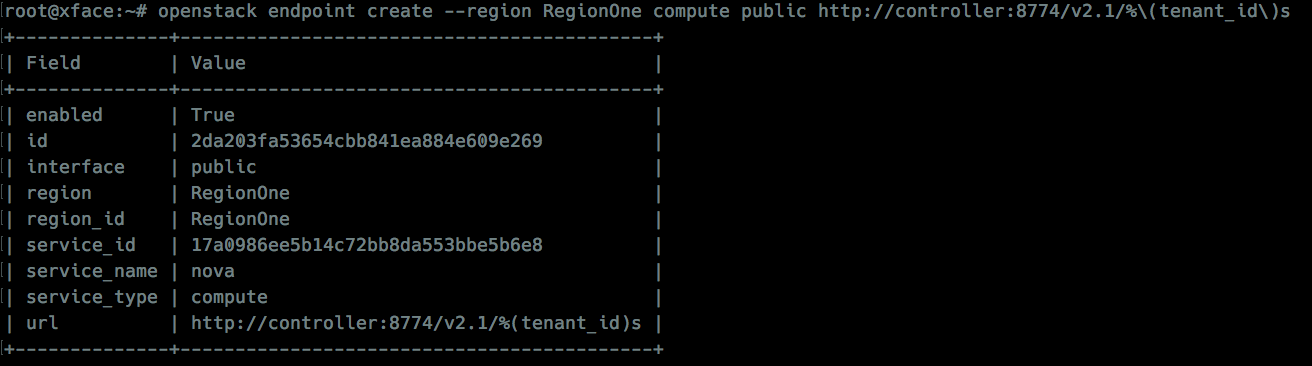 root@xface:~# openstack endpoint create --region RegionOne compute public http://controller:8774/v2.1/%\(tenant_id\)s
+--------------+-------------------------------------------+
| Field        | Value                                     |
+--------------+-------------------------------------------+
| enabled      | True                                      |
| id           | 2da203fa53654cbb841ea884e609e269          |
| interface    | public                                    |
| region       | RegionOne                                 |
| region_id    | RegionOne                                 |
| service_id   | 17a0986ee5b14c72bb8da553bbe5b6e8          |
| service_name | nova                                      |
| service_type | compute                                   |
| url          | http://controller:8774/v2.1/%(tenant_id)s |
+--------------+-------------------------------------------+